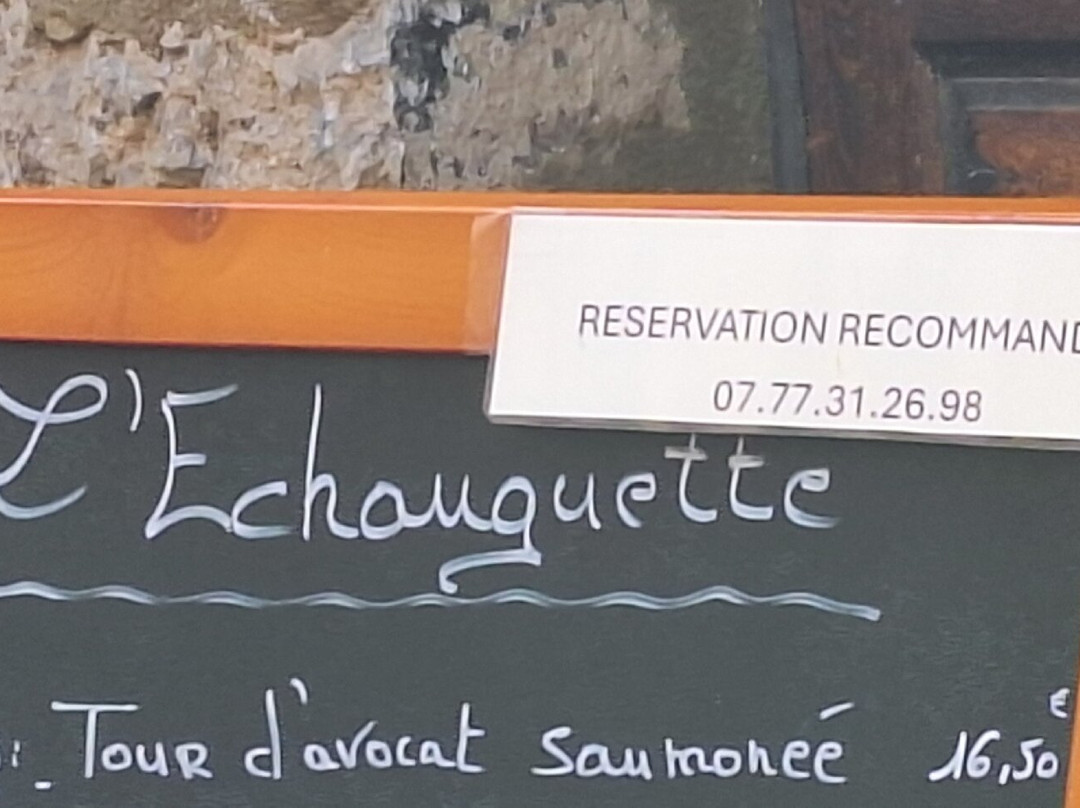 RESERVATION RECOMMAND
07.77.31.26.98
L'Echauguette
Tour d'avocat saumonée 16,50€